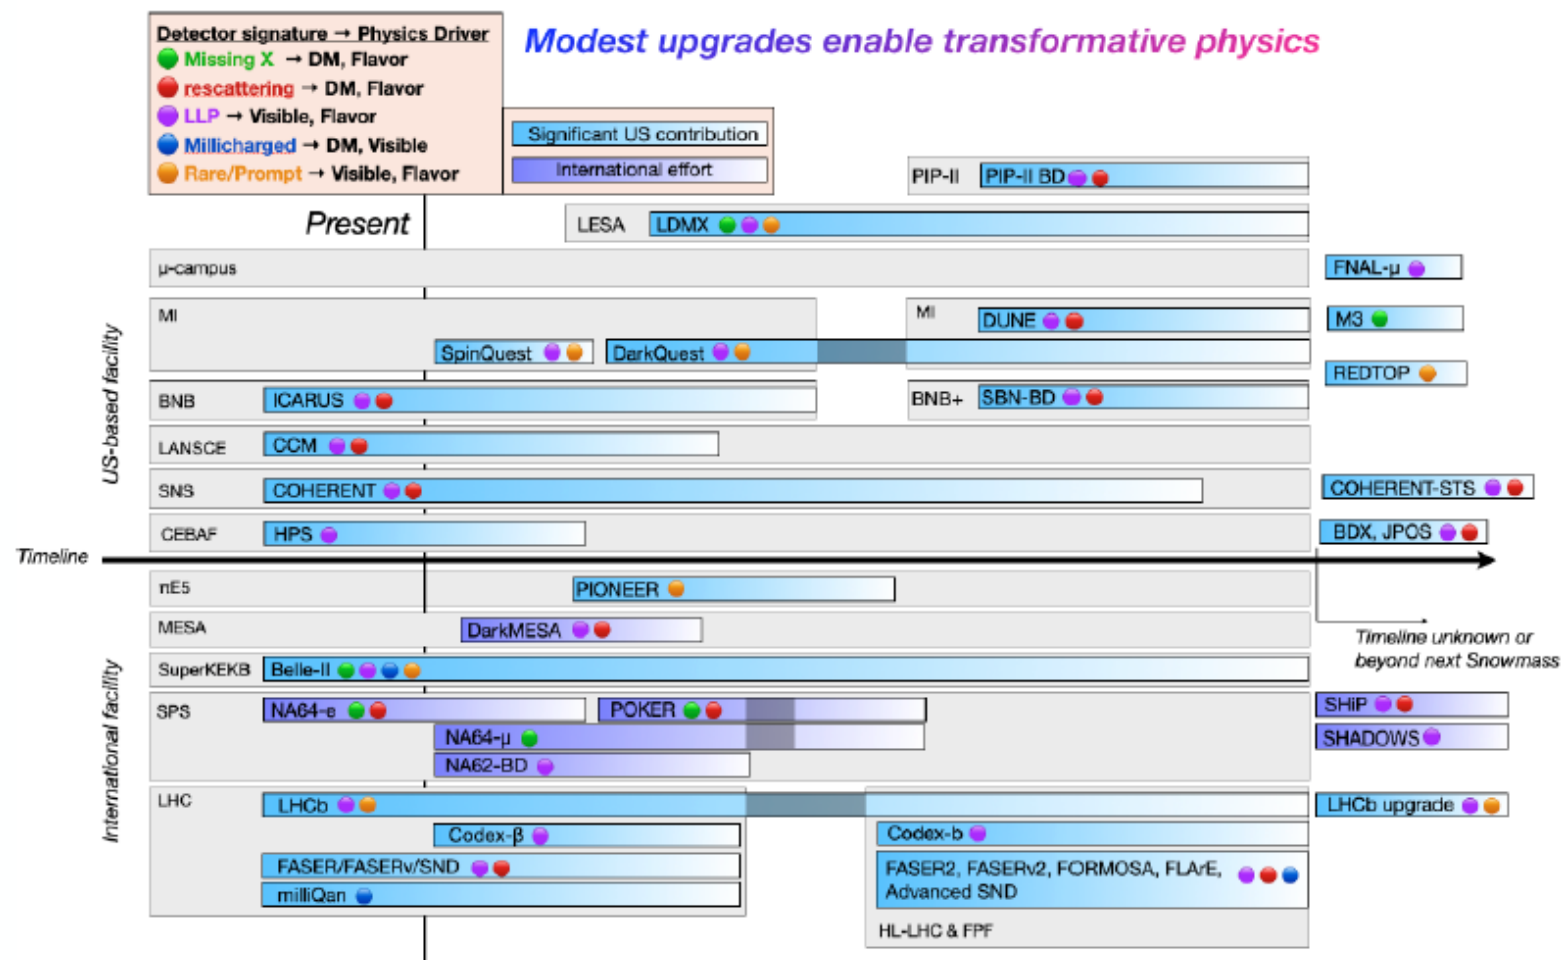 Modest upgrades enable transformative physics
Detector signature → Physics Driver
Missing X → DM, Flavor
rescattering → DM, Flavor
LLP → Visible, Flavor
Millicharged → DM, Visible
Rare/Prompt → Visible, Flavor
Significant US contribution
International effort
PIP-II PIP-II BD
Present
LESA LDMX
μ-campus
FNAL-μ
MI
MI DUNE
M3
SpinQuest DarkQuest
REDTOP
BNB ICARUS
BNB+ SBN-BD
LANSCE CCM
SNS COHERENT
COHERENT-STS
CEBAF HPS
BDX, JPOS
US-based facility
Timeline
πE5 PIONEER
MESA DarkMESA
Timeline unknown or
beyond next Snowmass
SuperKEKB Belle-II
SPS NA64-e POKER
SHiP
NA64-μ
SHADOWS
NA62-BD
International facility
LHC LHCb
LHCb upgrade
Codex-β
Codex-b
FASER/FASERν/SND
FASER2, FASERν2, FORMOSA, FLArE,
Advanced SND
milliQan
HL-LHC & FPF